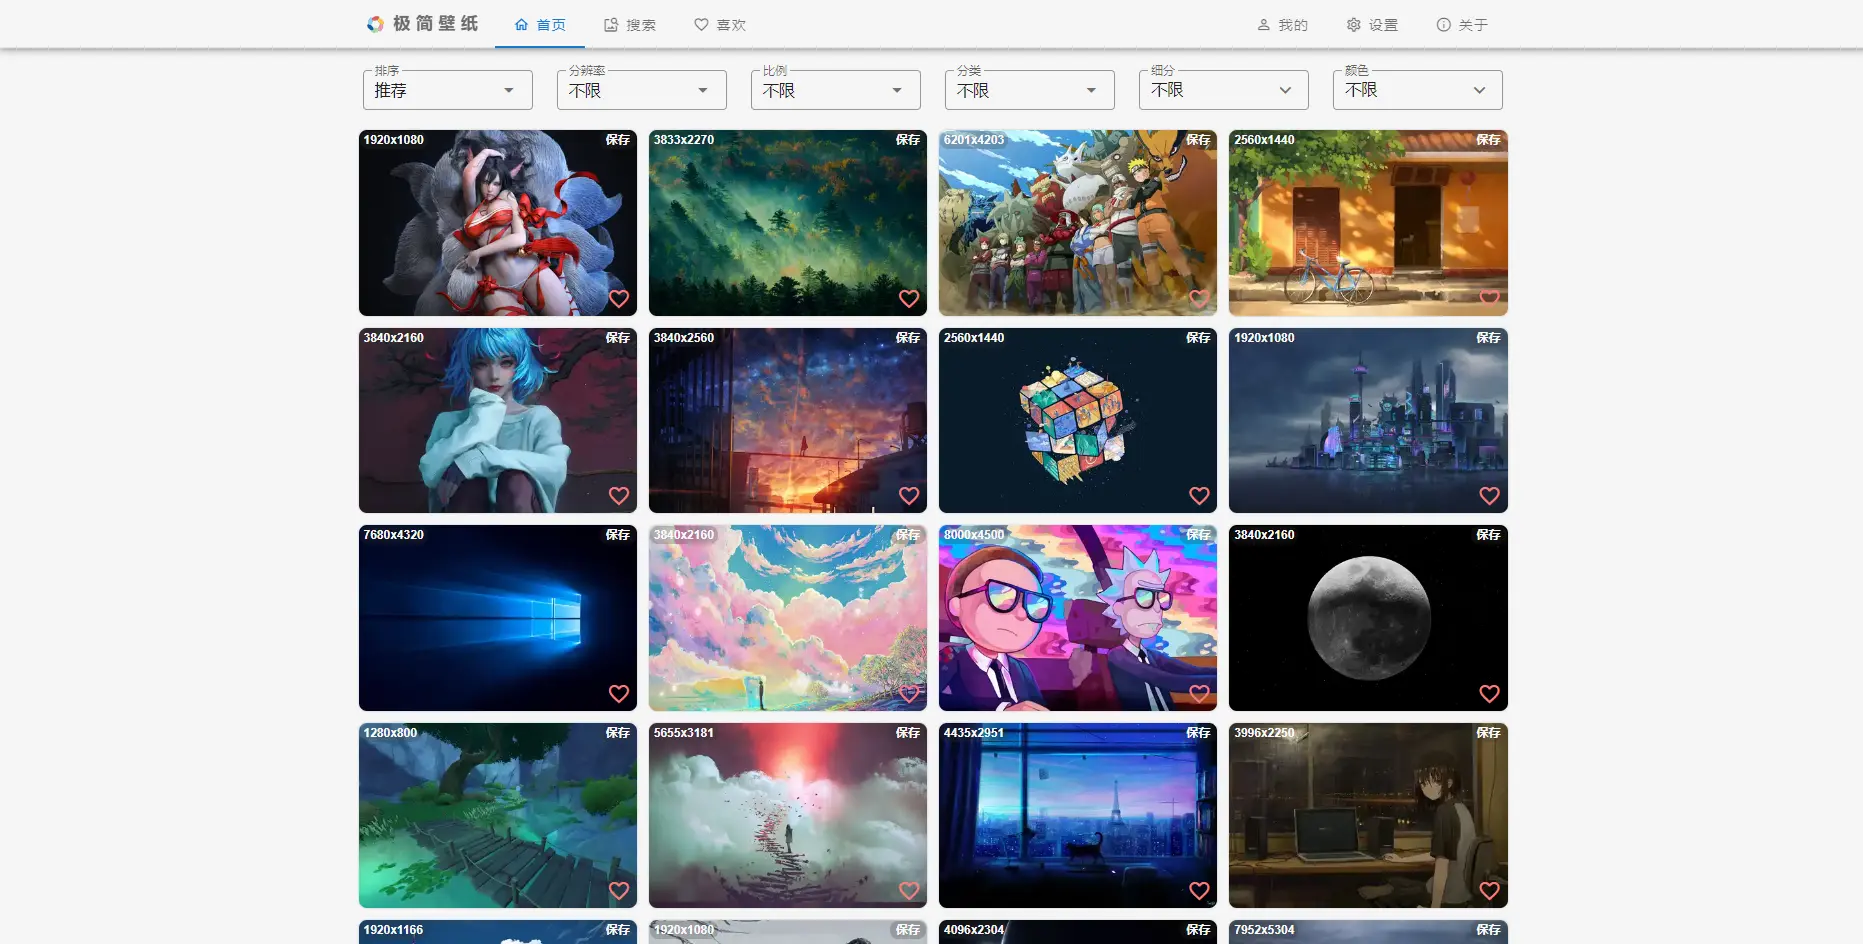 极简壁纸 首页 搜索 喜欢 我的 设置 关于
排序 分辨率 比例 分类 细分 颜色
推荐 不限 不限 不限 不限 不限
1920x1080 保存 3833x2270 保存 6201x4203 保存 2560x1440 保存
3840x2160 保存 3840x2560 保存 2560x1440 保存 1920x1080 保存
7680x4320 保存 3840x2160 保存 8000x4500 保存 3840x2160 保存
1280x800 保存 5655x3181 保存 4435x2951 保存 3996x2250 保存
1920x1166 保存 1920x1080 保存 4096x2304 保存 7952x5304 保存